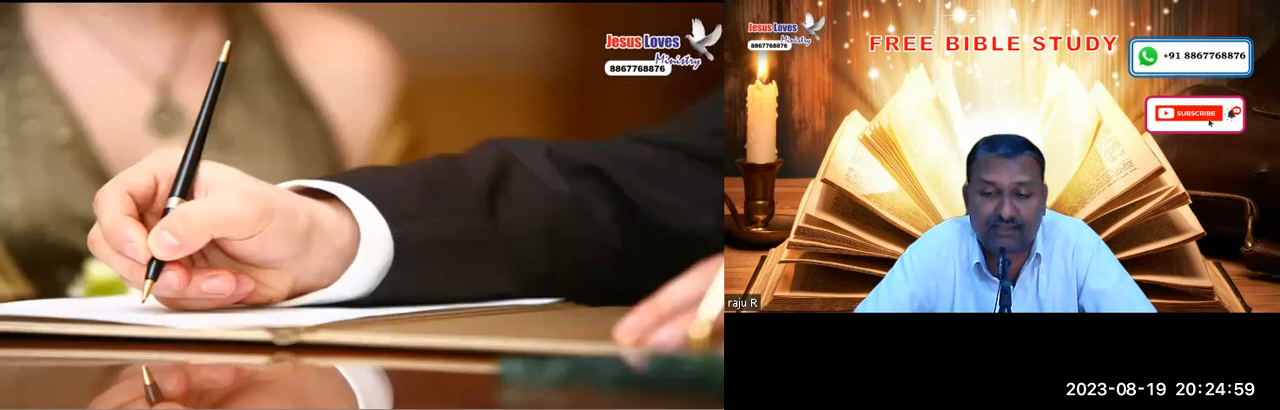 Jesus Loves
Ministry
8867768876
Jesus Loves
Ministry
8867768876
FREE BIBLE STUDY
+91 8867768876
SUBSCRIBE
raju R
2023-08-19 20:24:59